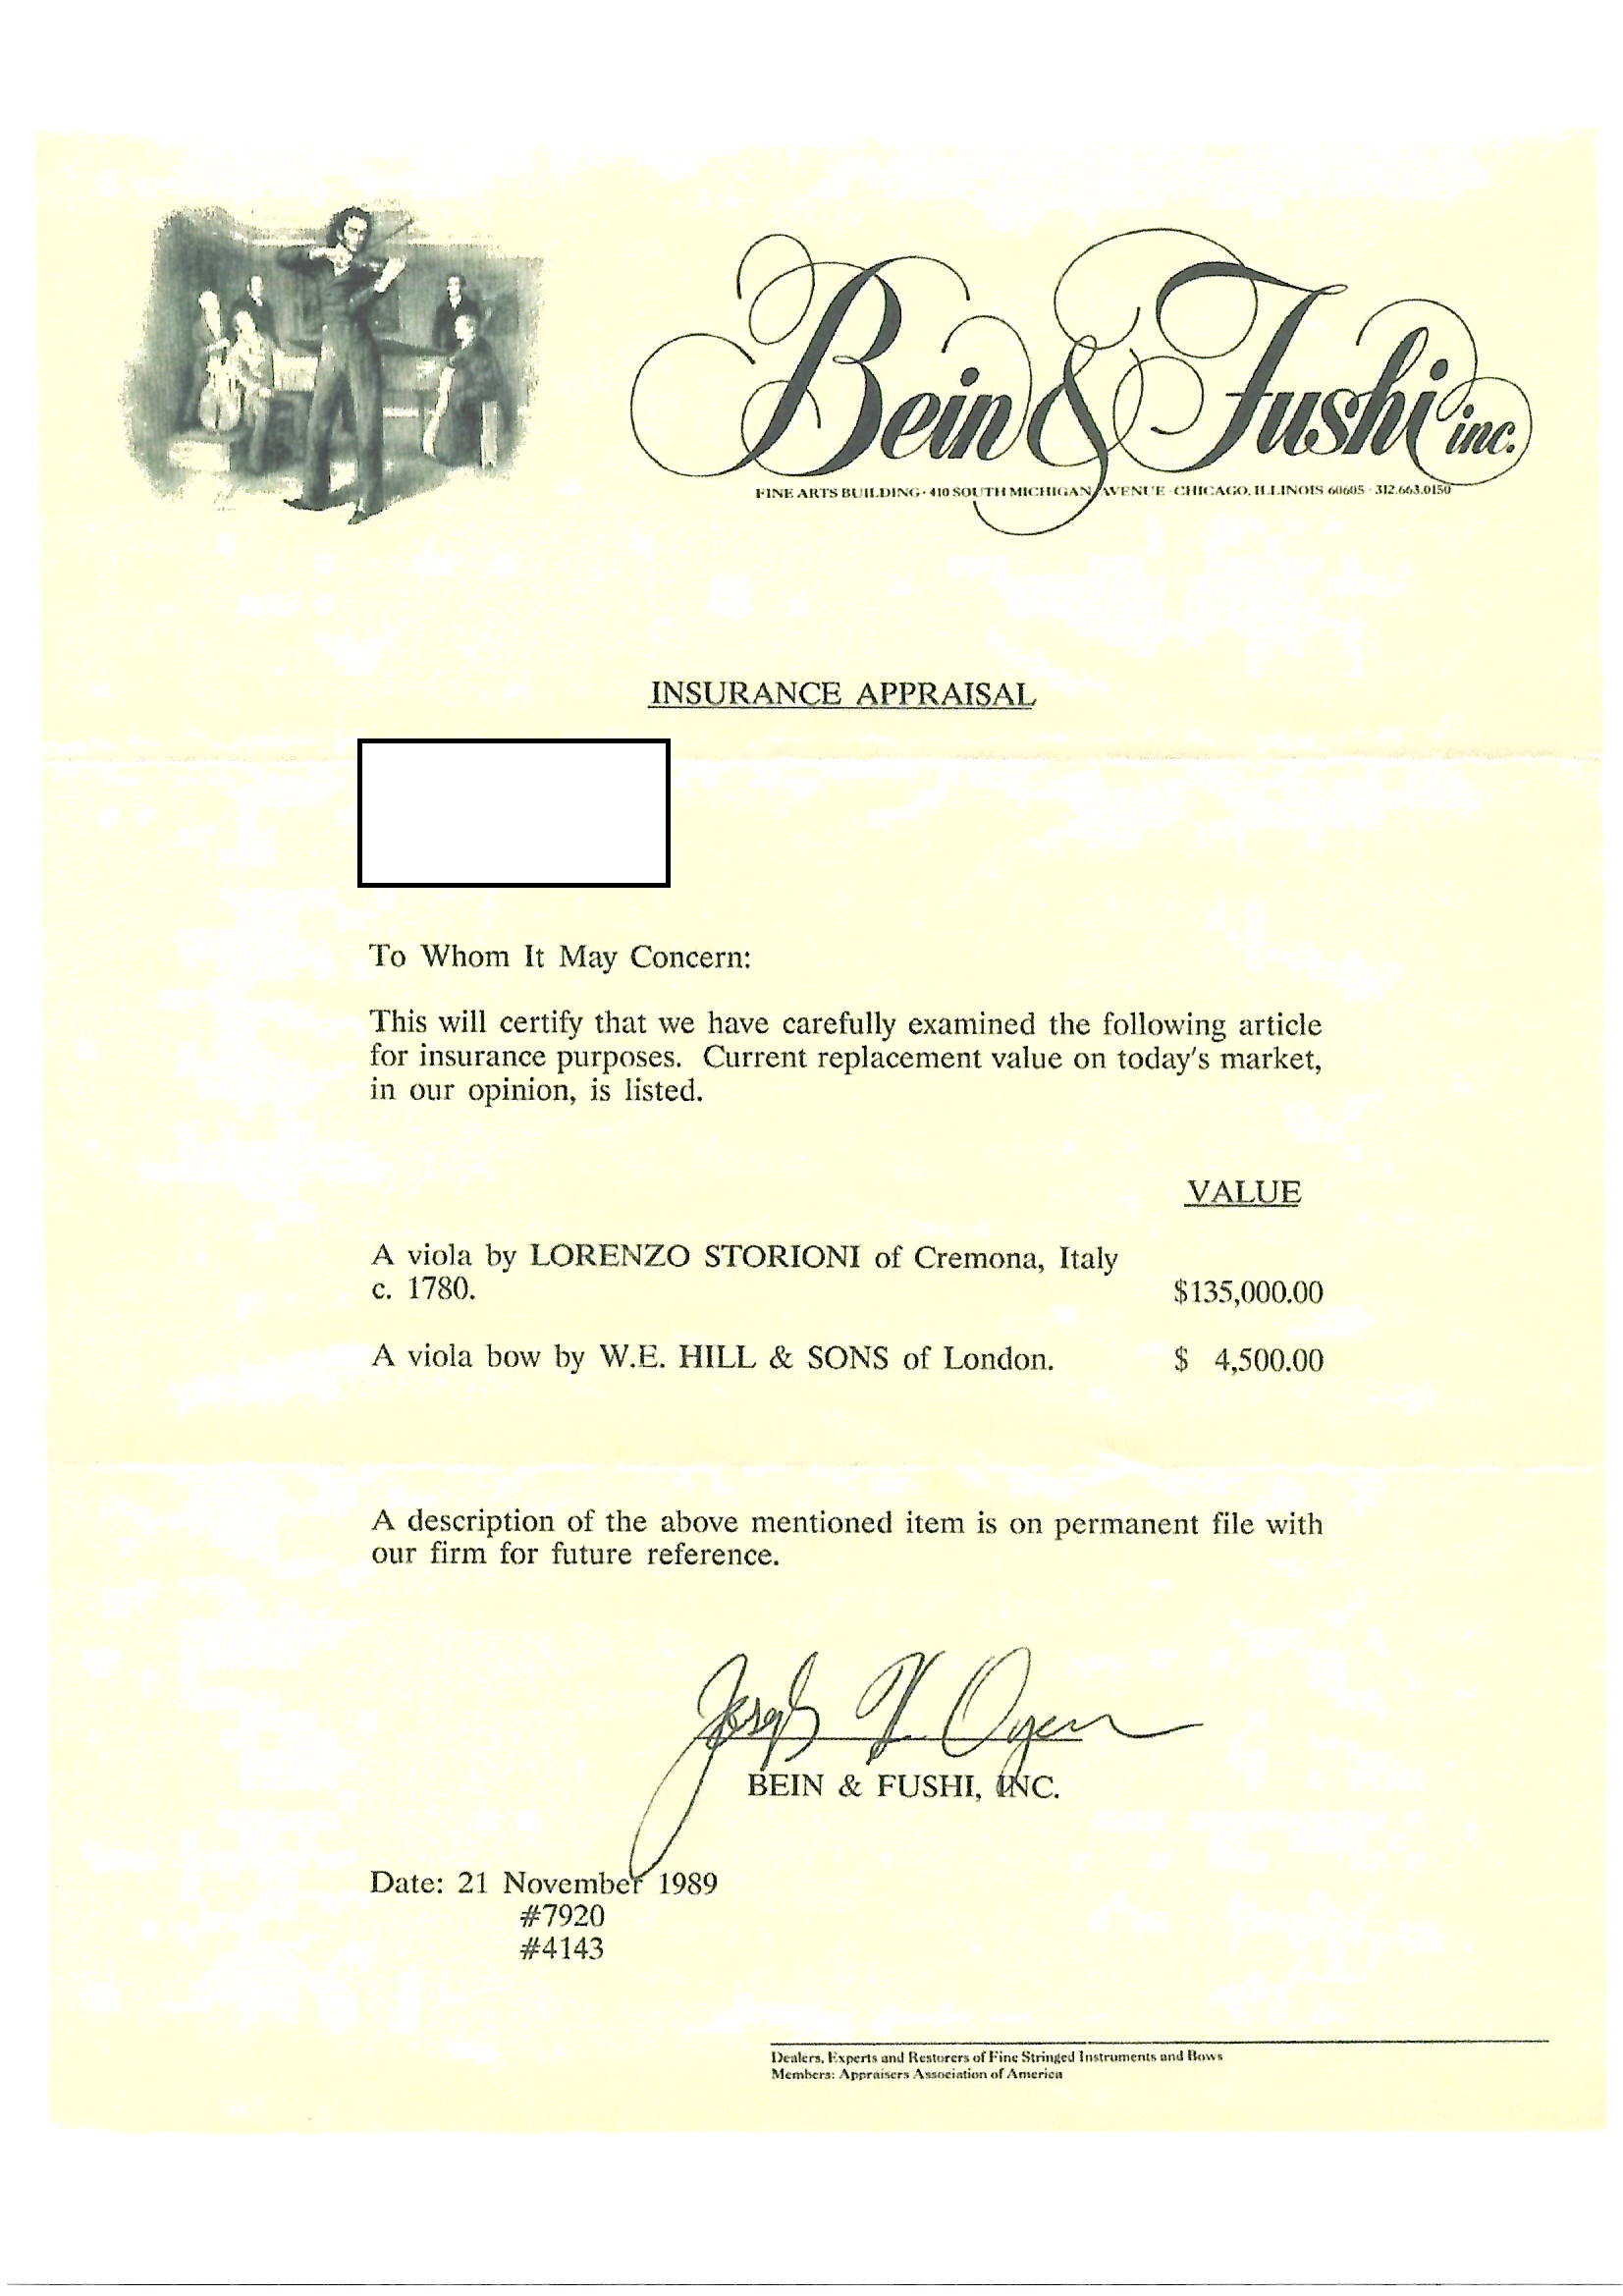 Bein & Fushi inc.
FINE ARTS BUILDING · 410 SOUTH MICHIGAN AVENUE · CHICAGO, ILLINOIS 60605 · 312.663.0150
INSURANCE APPRAISAL
To Whom It May Concern:
This will certify that we have carefully examined the following article
for insurance purposes. Current replacement value on today's market,
in our opinion, is listed.
VALUE
A viola by LORENZO STORIONI of Cremona, Italy
c. 1780. $135,000.00
A viola bow by W.E. HILL & SONS of London. $ 4,500.00
A description of the above mentioned item is on permanent file with
our firm for future reference.
Joseph
BEIN & FUSHI, INC.
Date: 21 November 1989
#7920
#4143
Dealers, Experts and Restorers of Fine Stringed Instruments and Bows
Members: Appraisers Association of America